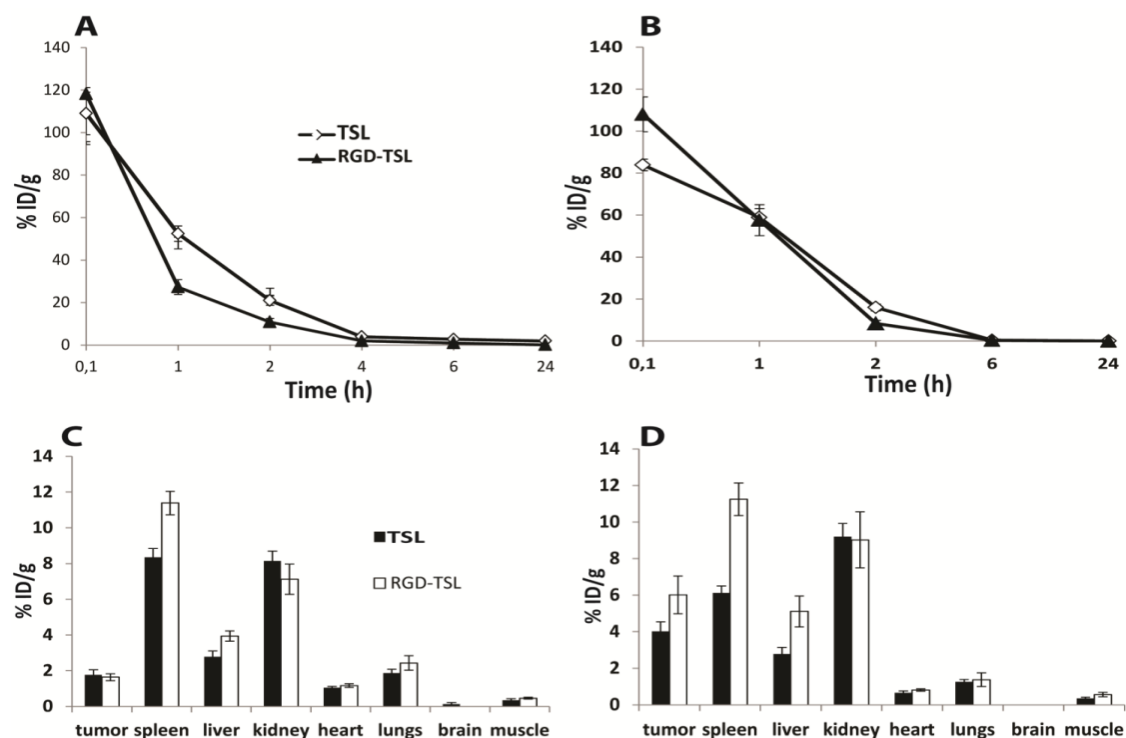 A
140
120
100
80
60
40
20
0
% ID/g
TSL
RGD-TSL
0,1 1 2 4 6 24
Time (h)
B
140
120
100
80
60
40
20
0
% ID/g
0,1 1 2 6 24
Time (h)
C
14
12
10
8
6
4
2
0
% ID/g
TSL
RGD-TSL
tumor spleen liver kidney heart lungs brain muscle
D
14
12
10
8
6
4
2
0
% ID/g
tumor spleen liver kidney heart lungs brain muscle